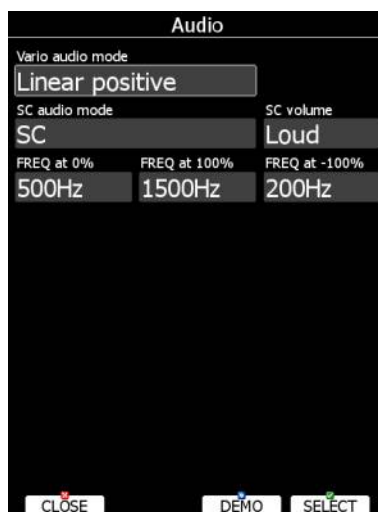 Audio
Vario audio mode
Linear positive
SC audio mode SC volume
SC Loud
FREQ at 0% FREQ at 100% FREQ at -100%
500Hz 1500Hz 200Hz
CLOSE DEMO SELECT